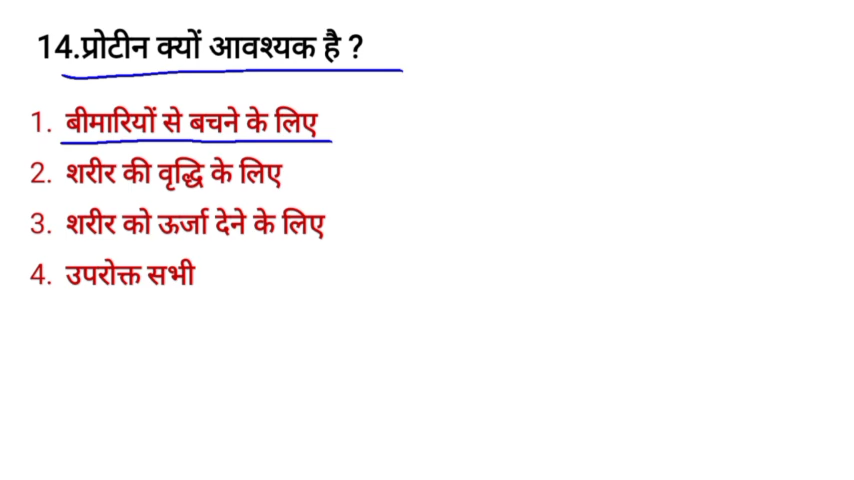 14.प्रोटीन क्यों आवश्यक है ?
1. बीमारियों से बचने के लिए
2. शरीर की वृद्धि के लिए
3. शरीर को ऊर्जा देने के लिए
4. उपरोक्त सभी